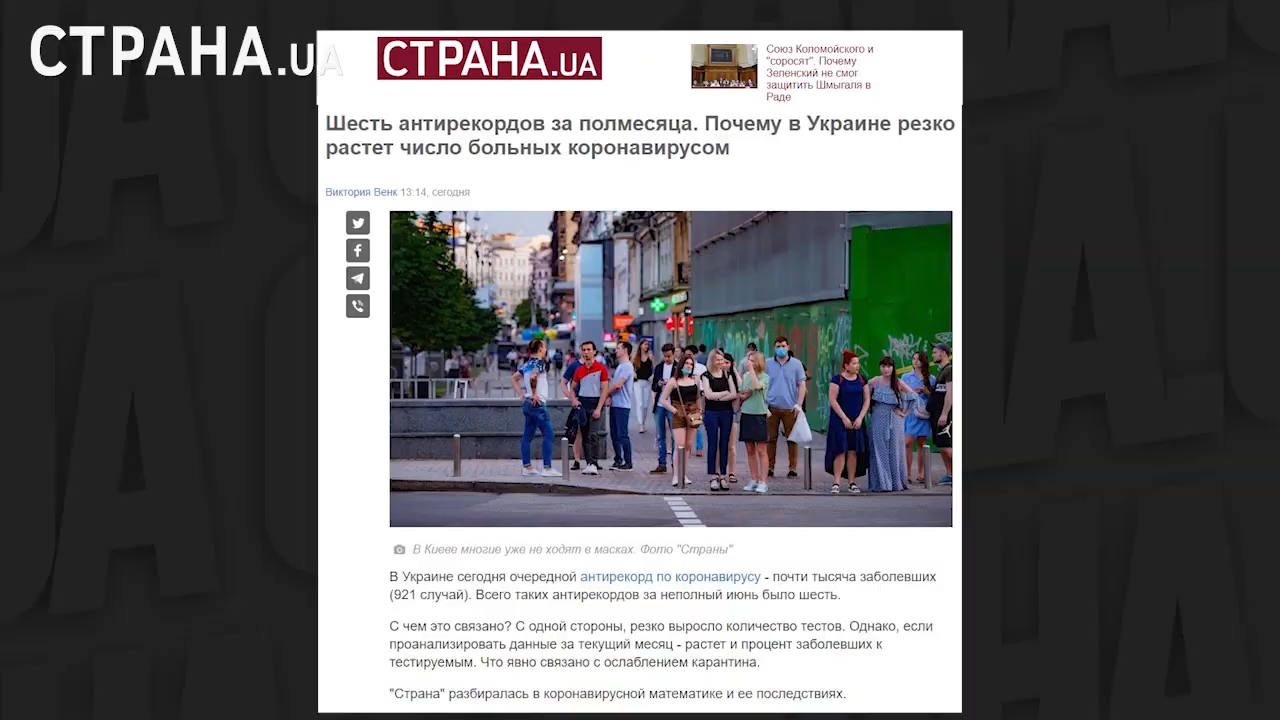 СТРАНА.UA
СТРАНА.UA
Союз Коломойского и
"соросят". Почему
Зеленский не смог
защитить Шмыгаля в
Раде
Шесть антирекордов за полмесяца. Почему в Украине резко
растет число больных коронавирусом
Виктория Венк 13:14, сегодня
В Киеве многие уже не ходят в масках. Фото "Страны"
В Украине сегодня очередной антирекорд по коронавирусу - почти тысяча заболевших
(921 случай). Всего таких антирекордов за неполный июнь было шесть.
С чем это связано? С одной стороны, резко выросло количество тестов. Однако, если
проанализировать данные за текущий месяц - растет и процент заболевших к
тестируемым. Что явно связано с ослаблением карантина.
"Страна" разбиралась в коронавирусной математике и ее последствиях.